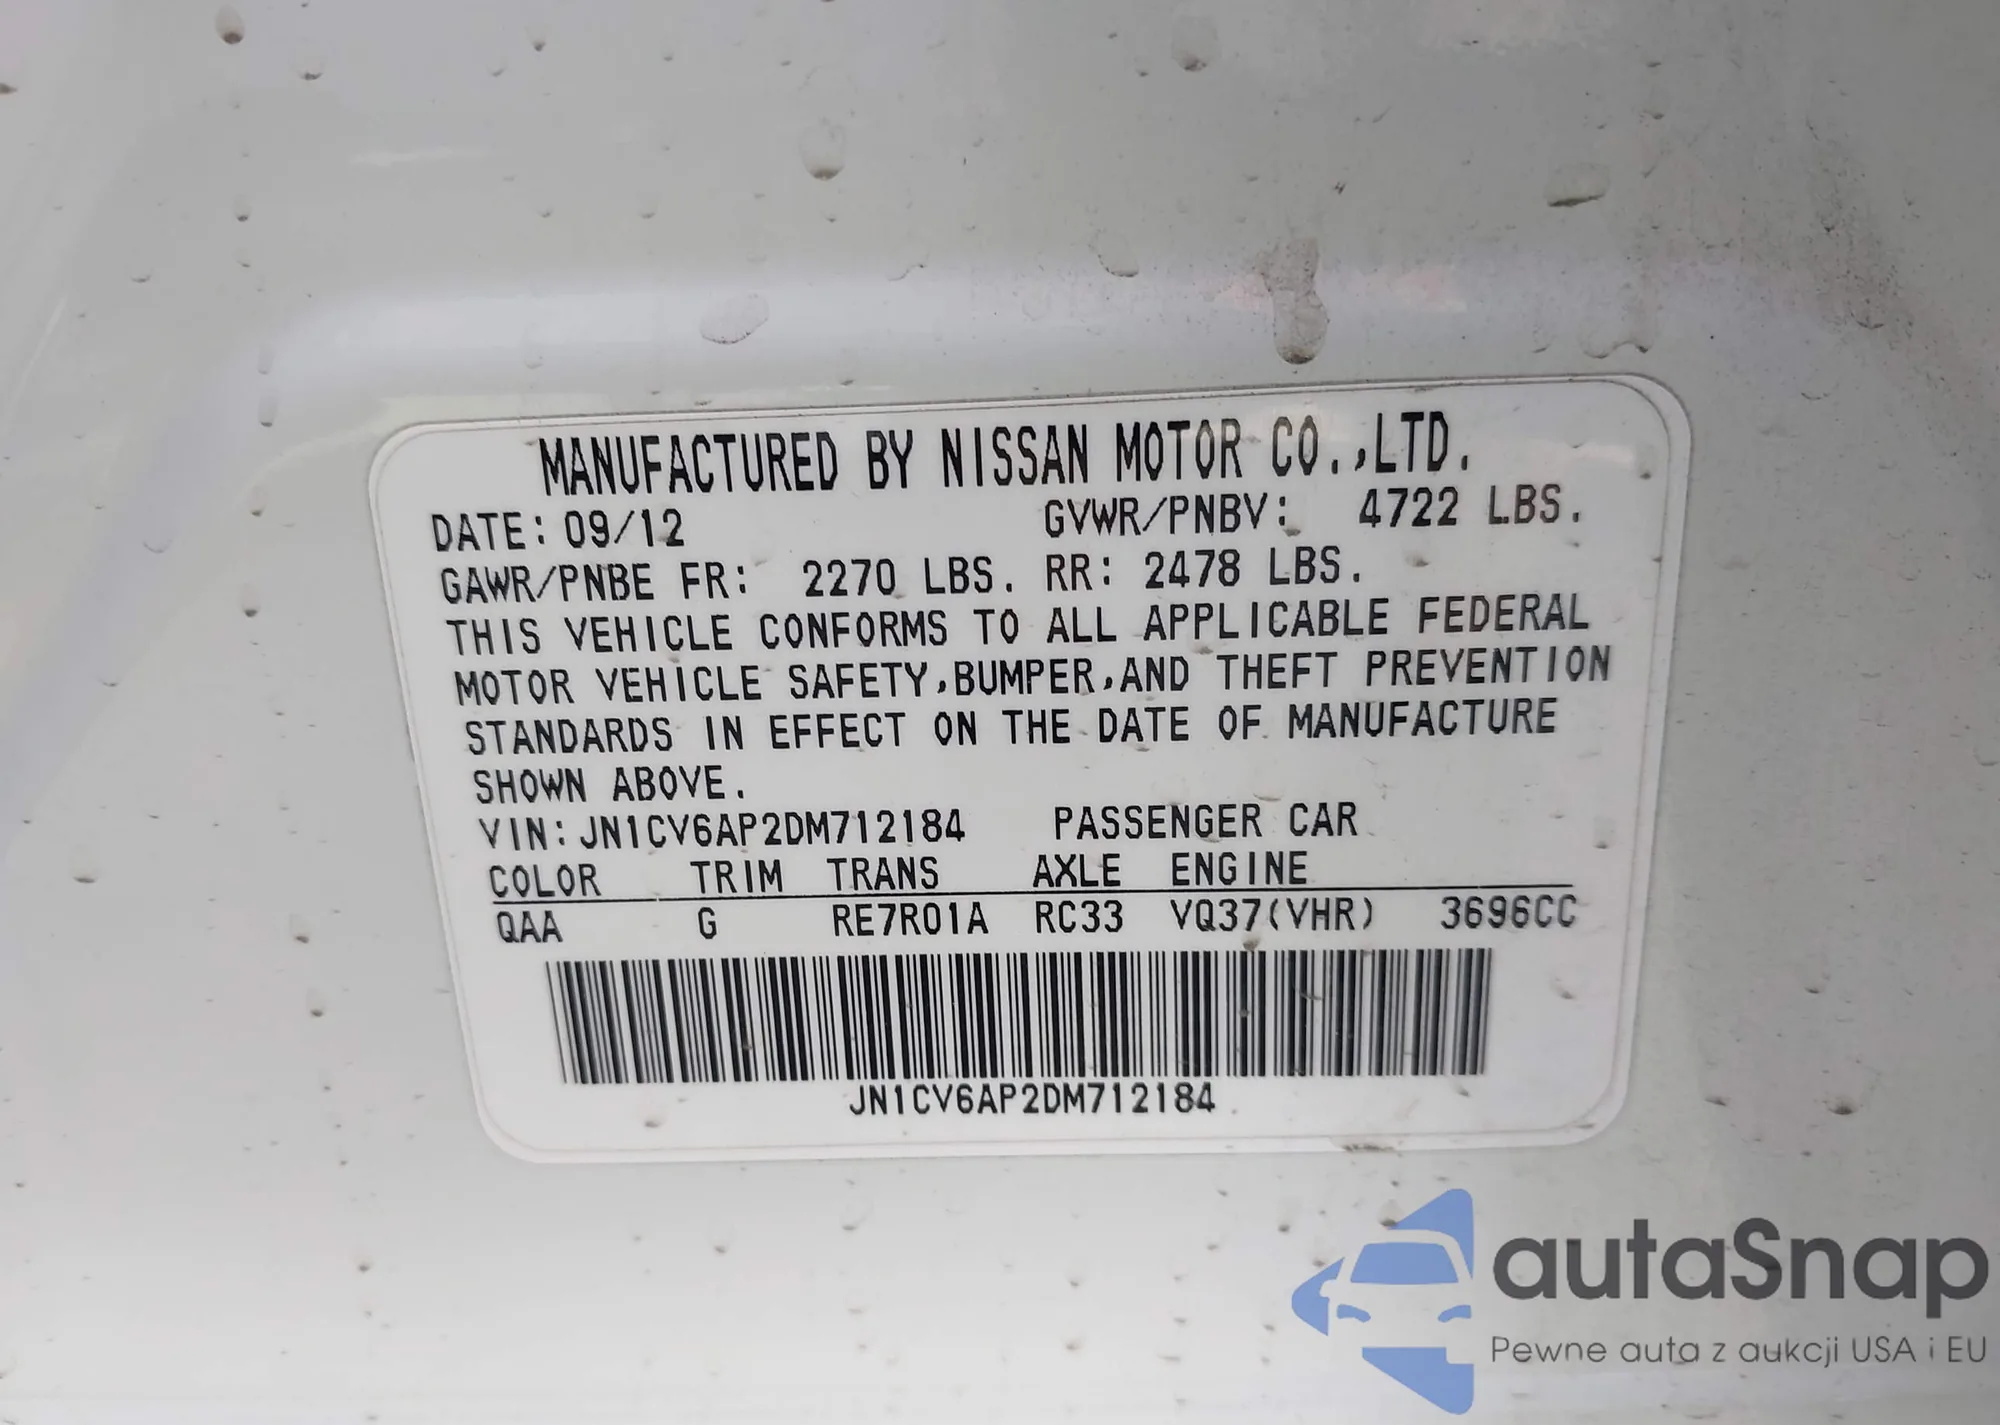 MANUFACTURED BY NISSAN MOTOR CO.,LTD.
DATE: 09/12 GVWR/PNBV: 4722 LBS.
GAWR/PNBE FR: 2270 LBS. RR: 2478 LBS.
THIS VEHICLE CONFORMS TO ALL APPLICABLE FEDERAL
MOTOR VEHICLE SAFETY,BUMPER,AND THEFT PREVENTION
STANDARDS IN EFFECT ON THE DATE OF MANUFACTURE
SHOWN ABOVE.
VIN: JN1CV6AP2DM712184 PASSENGER CAR
COLOR TRIM TRANS AXLE ENGINE
QAA G RE7R01A RC33 VQ37(VHR) 3696CC
JN1CV6AP2DM712184
autaSnap
Pewne auta z aukcji USA i EU